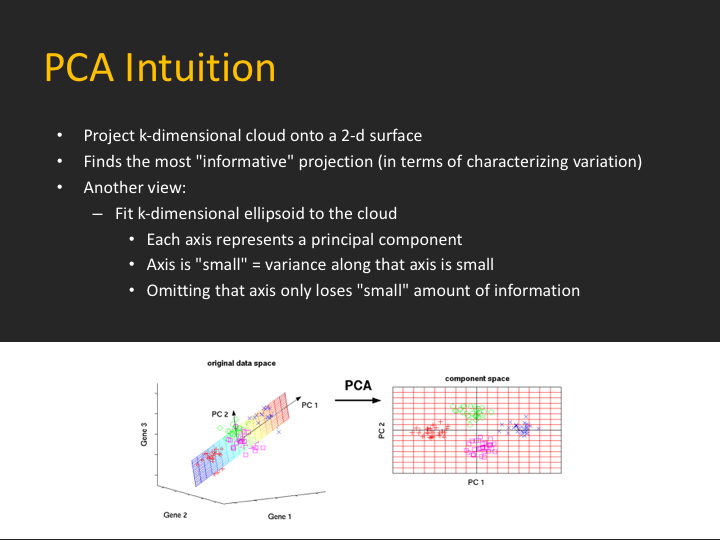 PCA Intuition
• Project k-dimensional cloud onto a 2-d surface
• Finds the most "informative" projection (in terms of characterizing variation)
• Another view:
– Fit k-dimensional ellipsoid to the cloud
• Each axis represents a principal component
• Axis is "small" = variance along that axis is small
• Omitting that axis only loses "small" amount of information
original data space
PCA
component space
PC 1
PC 2
Gene 3
PC 2
Gene 2
Gene 1
PC 1